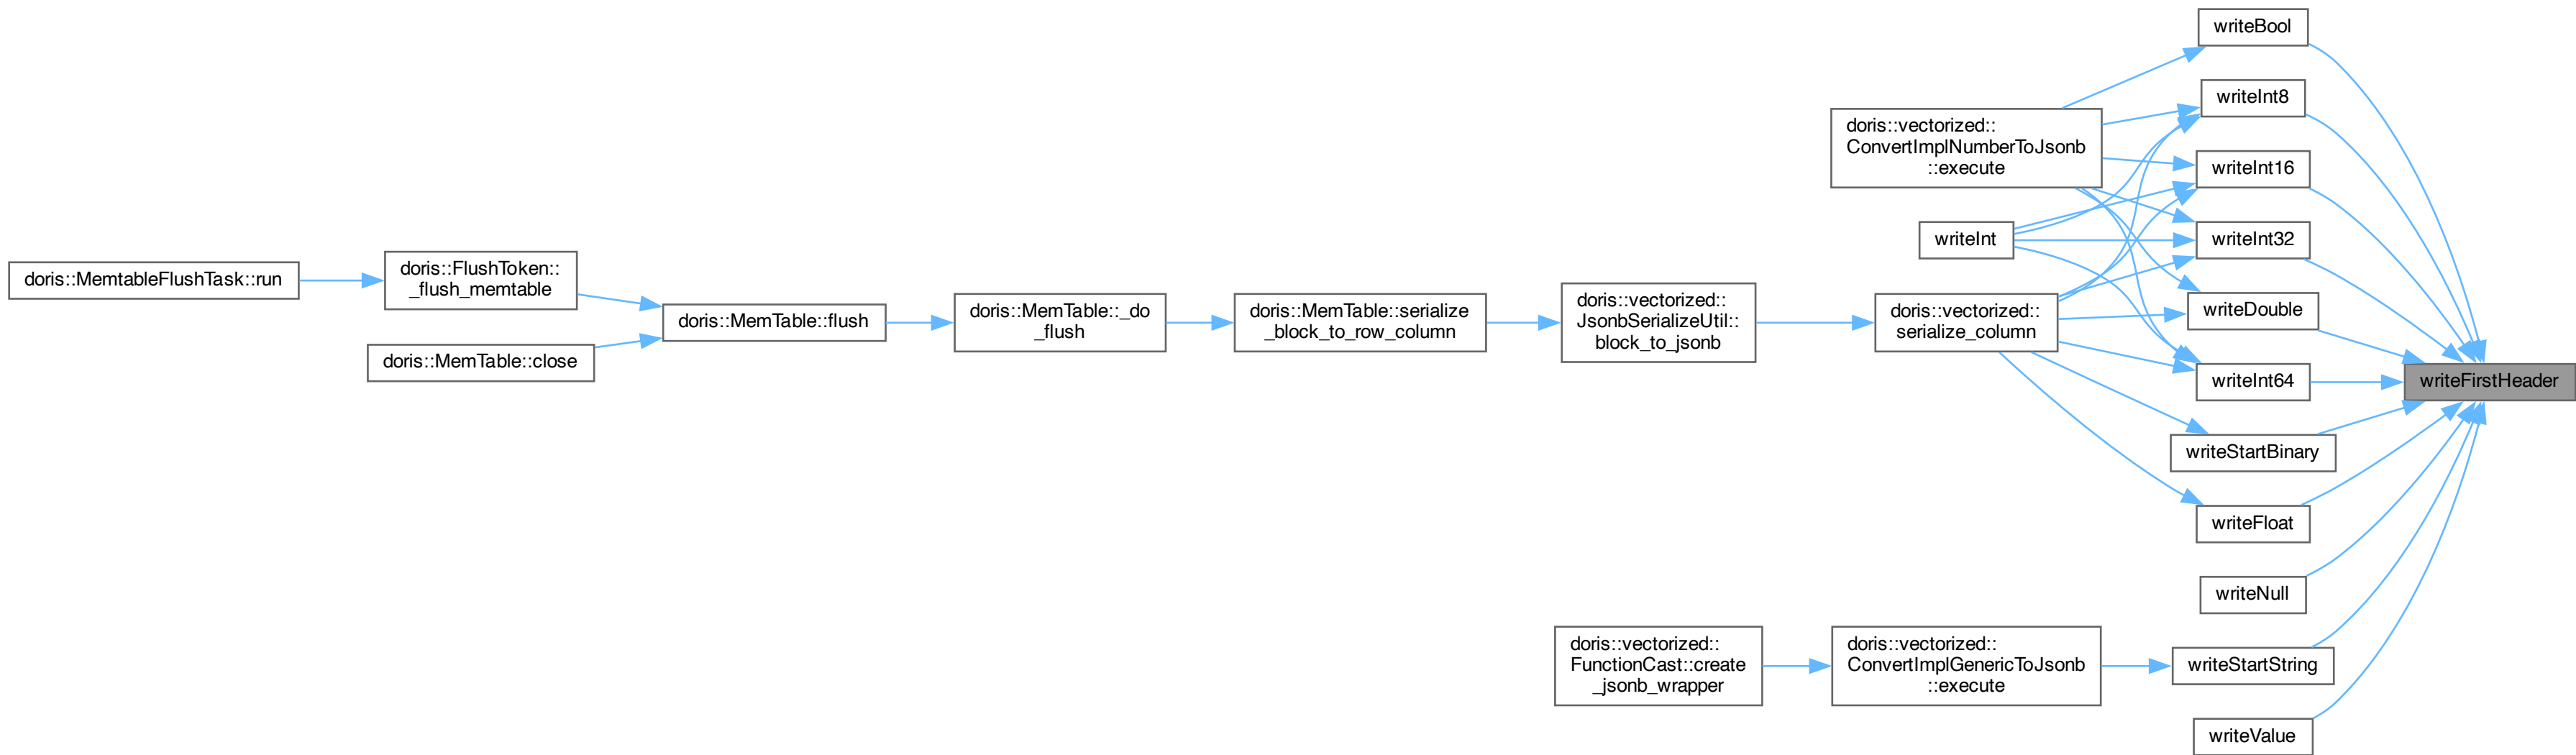 doris::MemtableFlushTask::run
doris::FlushToken::
_flush_memtable
doris::MemTable::close
doris::MemTable::flush
doris::MemTable::_do
_flush
doris::MemTable::serialize
_block_to_row_column
doris::vectorized::
JsonbSerializeUtil::
block_to_jsonb
doris::vectorized::
FunctionCast::create
_jsonb_wrapper
doris::vectorized::
ConvertImplNumberToJsonb
::execute
writeInt
doris::vectorized::
serialize_column
doris::vectorized::
ConvertImplGenericToJsonb
::execute
writeBool
writeInt8
writeInt16
writeInt32
writeDouble
writeInt64
writeStartBinary
writeFloat
writeNull
writeStartString
writeValue
writeFirstHeader